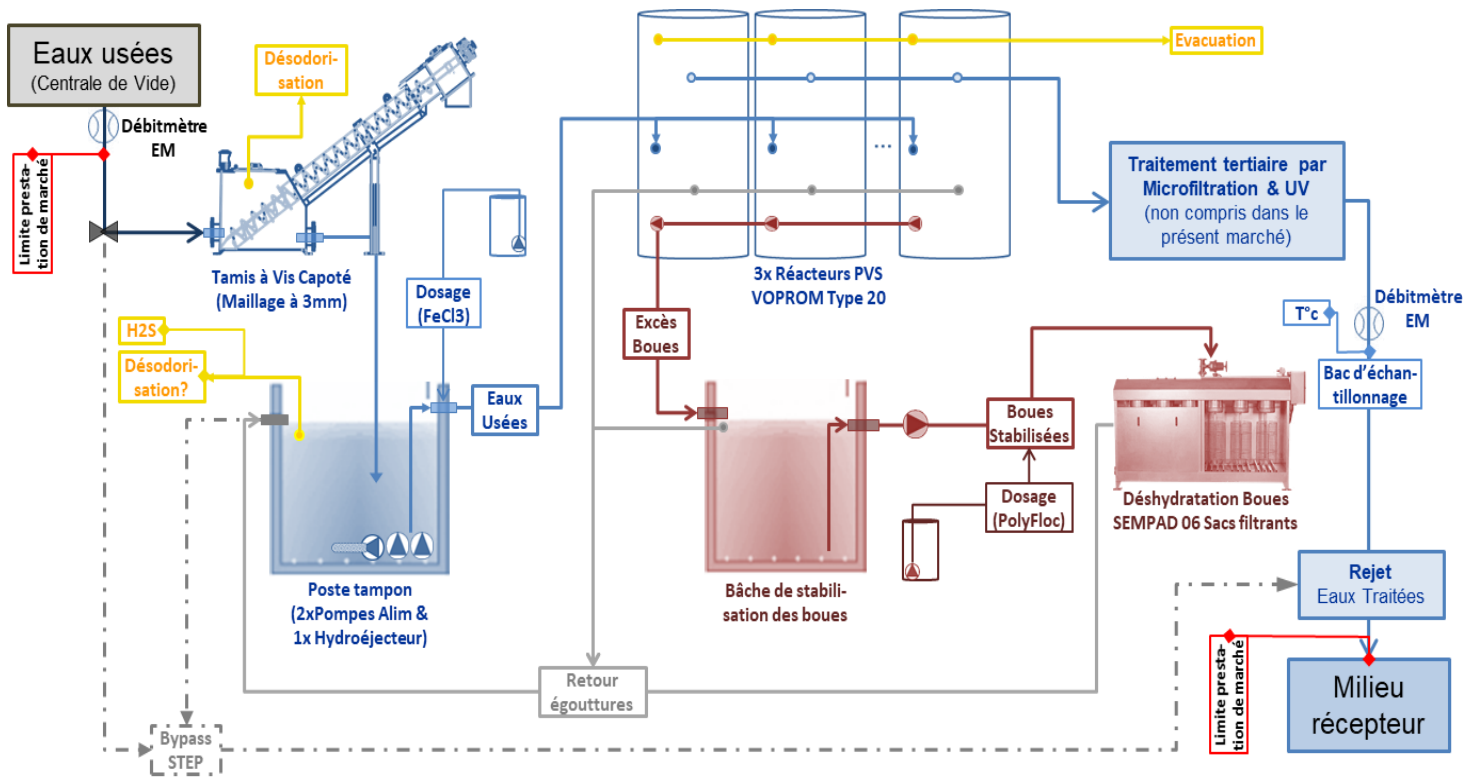 Eaux usées
(Centrale de Vide)
Débitmètre
EM
Limite presta-
tion de marché
Désodori-
sation
Tamis à Vis Capoté
(Maillage à 3mm)
Dosage
(FeCl3)
H2S
Désodori-
sation?
Eaux
Usées
Poste tampon
(2xPompes Alim &
1x Hydroéjecteur)
Bypass
STEP
Evacuation
...
3x Réacteurs PVS
VOPROM Type 20
Excès
Boues
Boues
Stabilisées
Dosage
(PolyFloc)
Bâche de stabili-
sation des boues
Retour
égouttures
Déshydratation Boues
SEMPAD 06 Sacs filtrants
Traitement tertiaire par
Microfiltration & UV
(non compris dans le
présent marché)
T°c
Débitmètre
EM
Bac d'échan-
tillonnage
Rejet
Eaux Traitées
Limite presta-
tion de marché
Milieu
récepteur